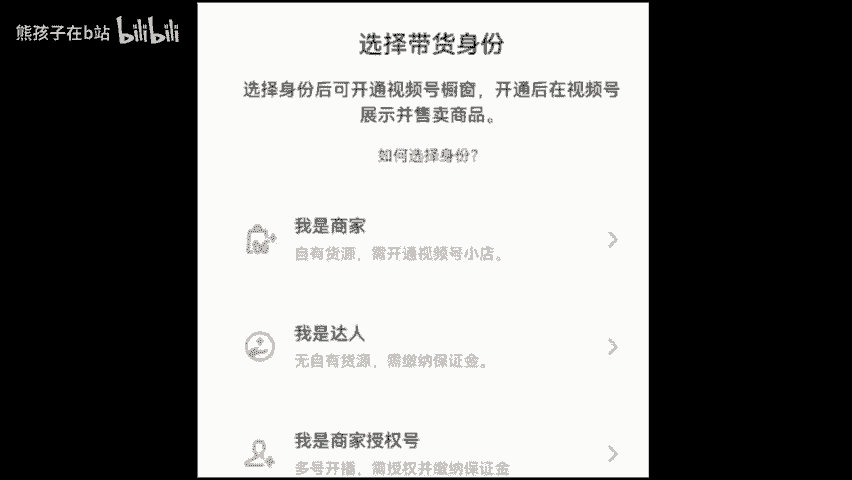 熊孩子在b站 bilibili
选择带货身份
选择身份后可开通视频号橱窗，开通后在视频号
展示并售卖商品。
如何选择身份？
我是商家
自有货源，需开通视频号小店。
我是达人
无自有货源，需缴纳保证金。
我是商家授权号
多号开播，需授权并缴纳保证金